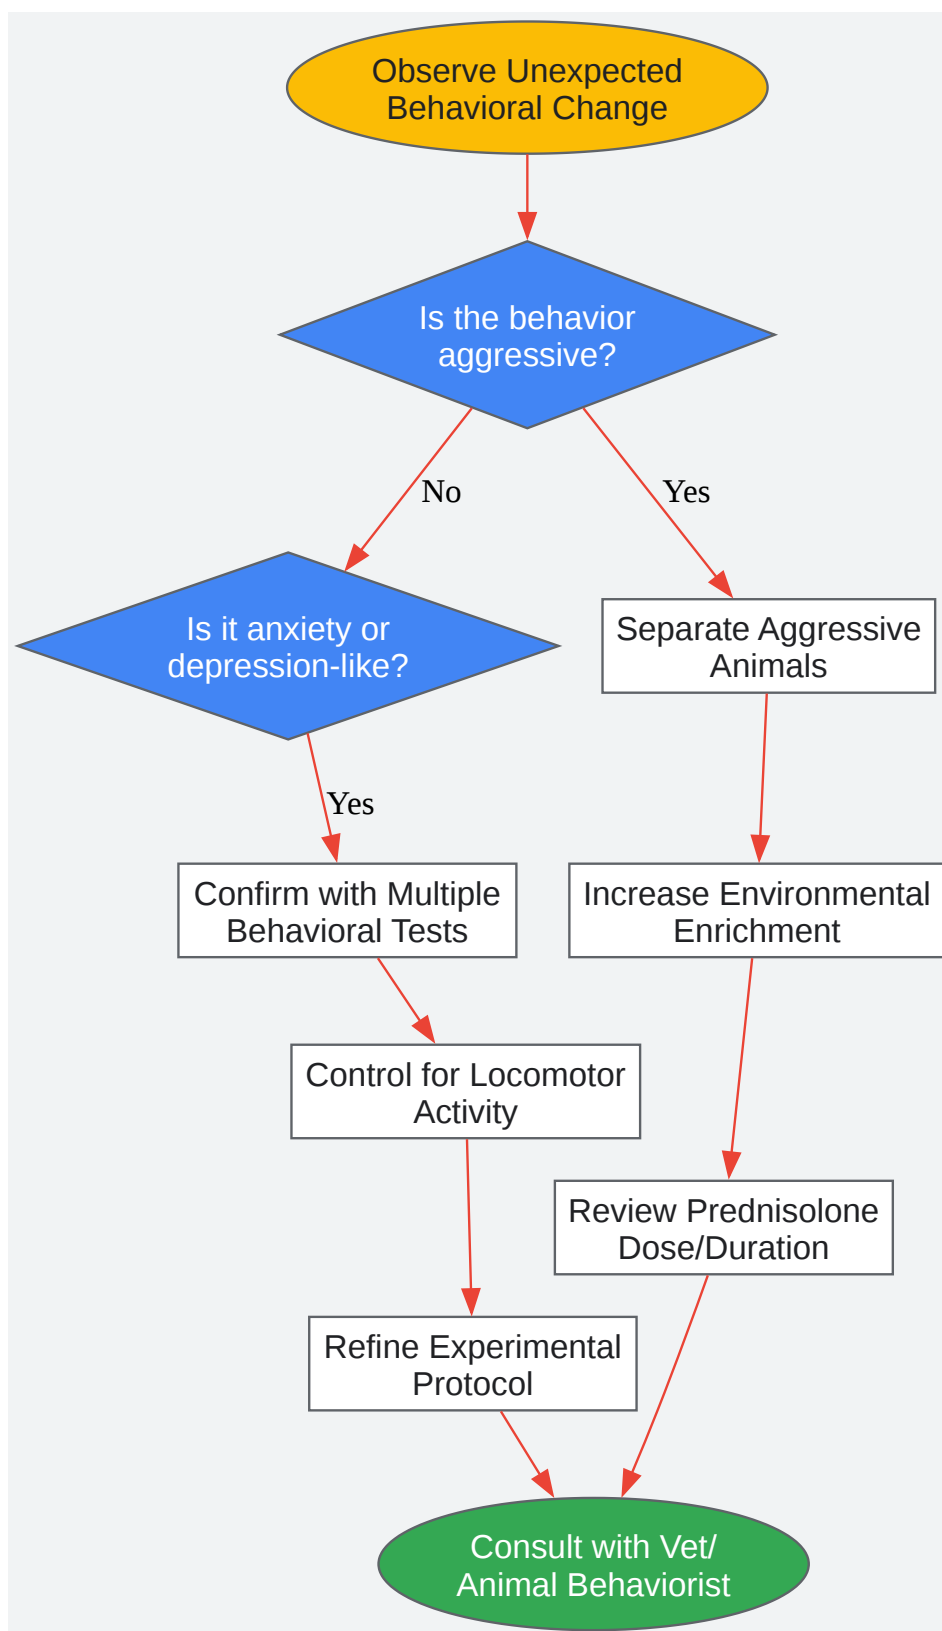 Observe Unexpected
Behavioral Change
Is the behavior
aggressive?
No
Yes
Is it anxiety or
depression-like?
Separate Aggressive
Animals
Yes
Confirm with Multiple
Behavioral Tests
Increase Environmental
Enrichment
Control for Locomotor
Activity
Review Prednisolone
Dose/Duration
Refine Experimental
Protocol
Consult with Vet/
Animal Behaviorist